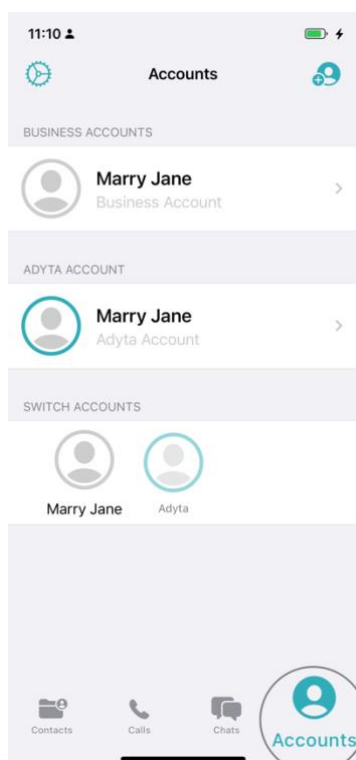 11:10
Accounts
BUSINESS ACCOUNTS
Marry Jane
Business Account
ADYTA ACCOUNT
Marry Jane
Adyta Account
SWITCH ACCOUNTS
Marry Jane
Adyta
Contacts
Calls
Chats
Accounts